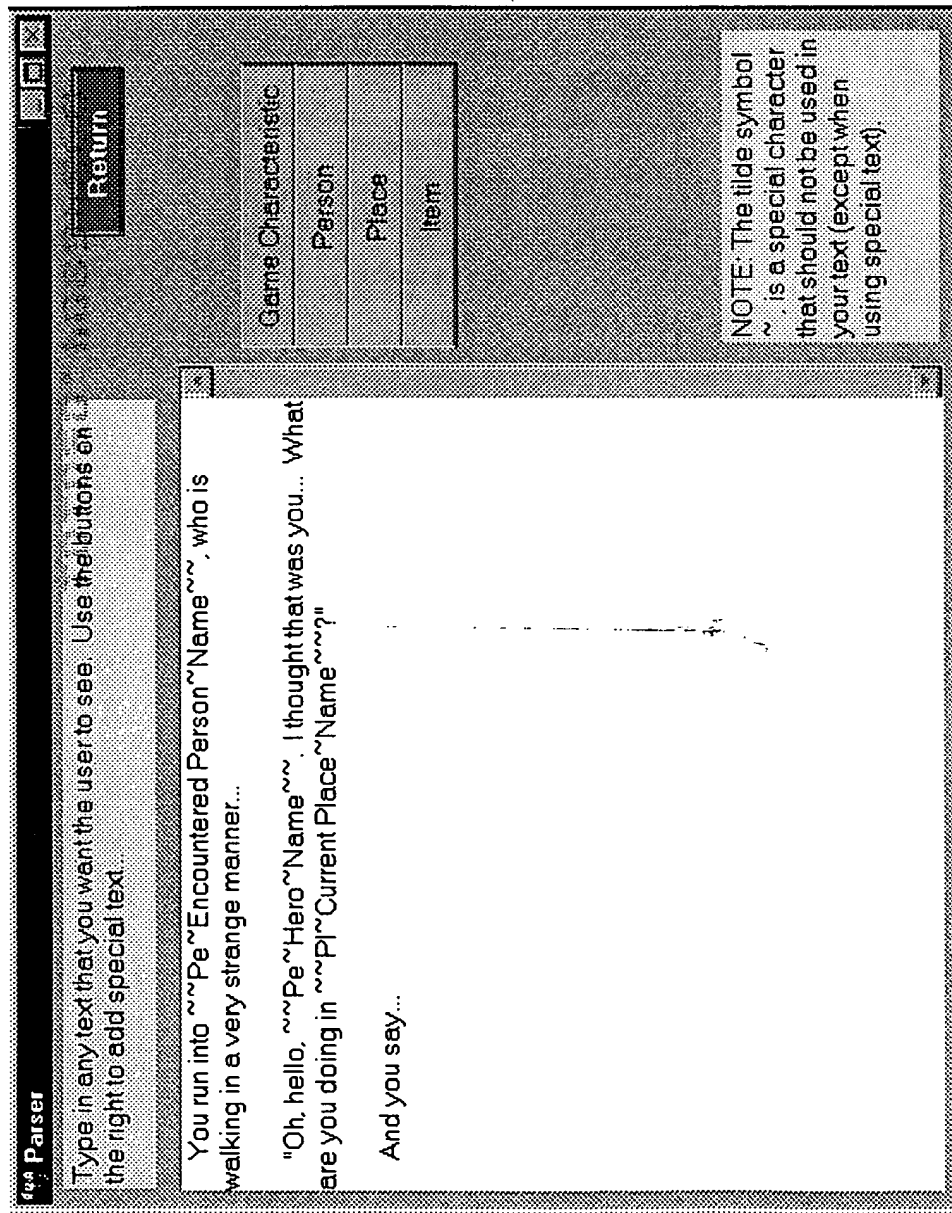 Parser
Type in any text that you want the user to see. Use the buttons on
the right to add special text...
Return
You run into ~~Pe~Encountered Person~Name~~, who is
walking in a very strange manner...
"Oh, hello, ~~Pe~Hero~Name~~. I thought that was you... What
are you doing in ~~Pl~Current Place~Name~~?"
And you say...
Game Characteristic
Person
Place
Item
NOTE: The tilde symbol
~ . is a special character
that should not be used in
your text (except when
using special text).